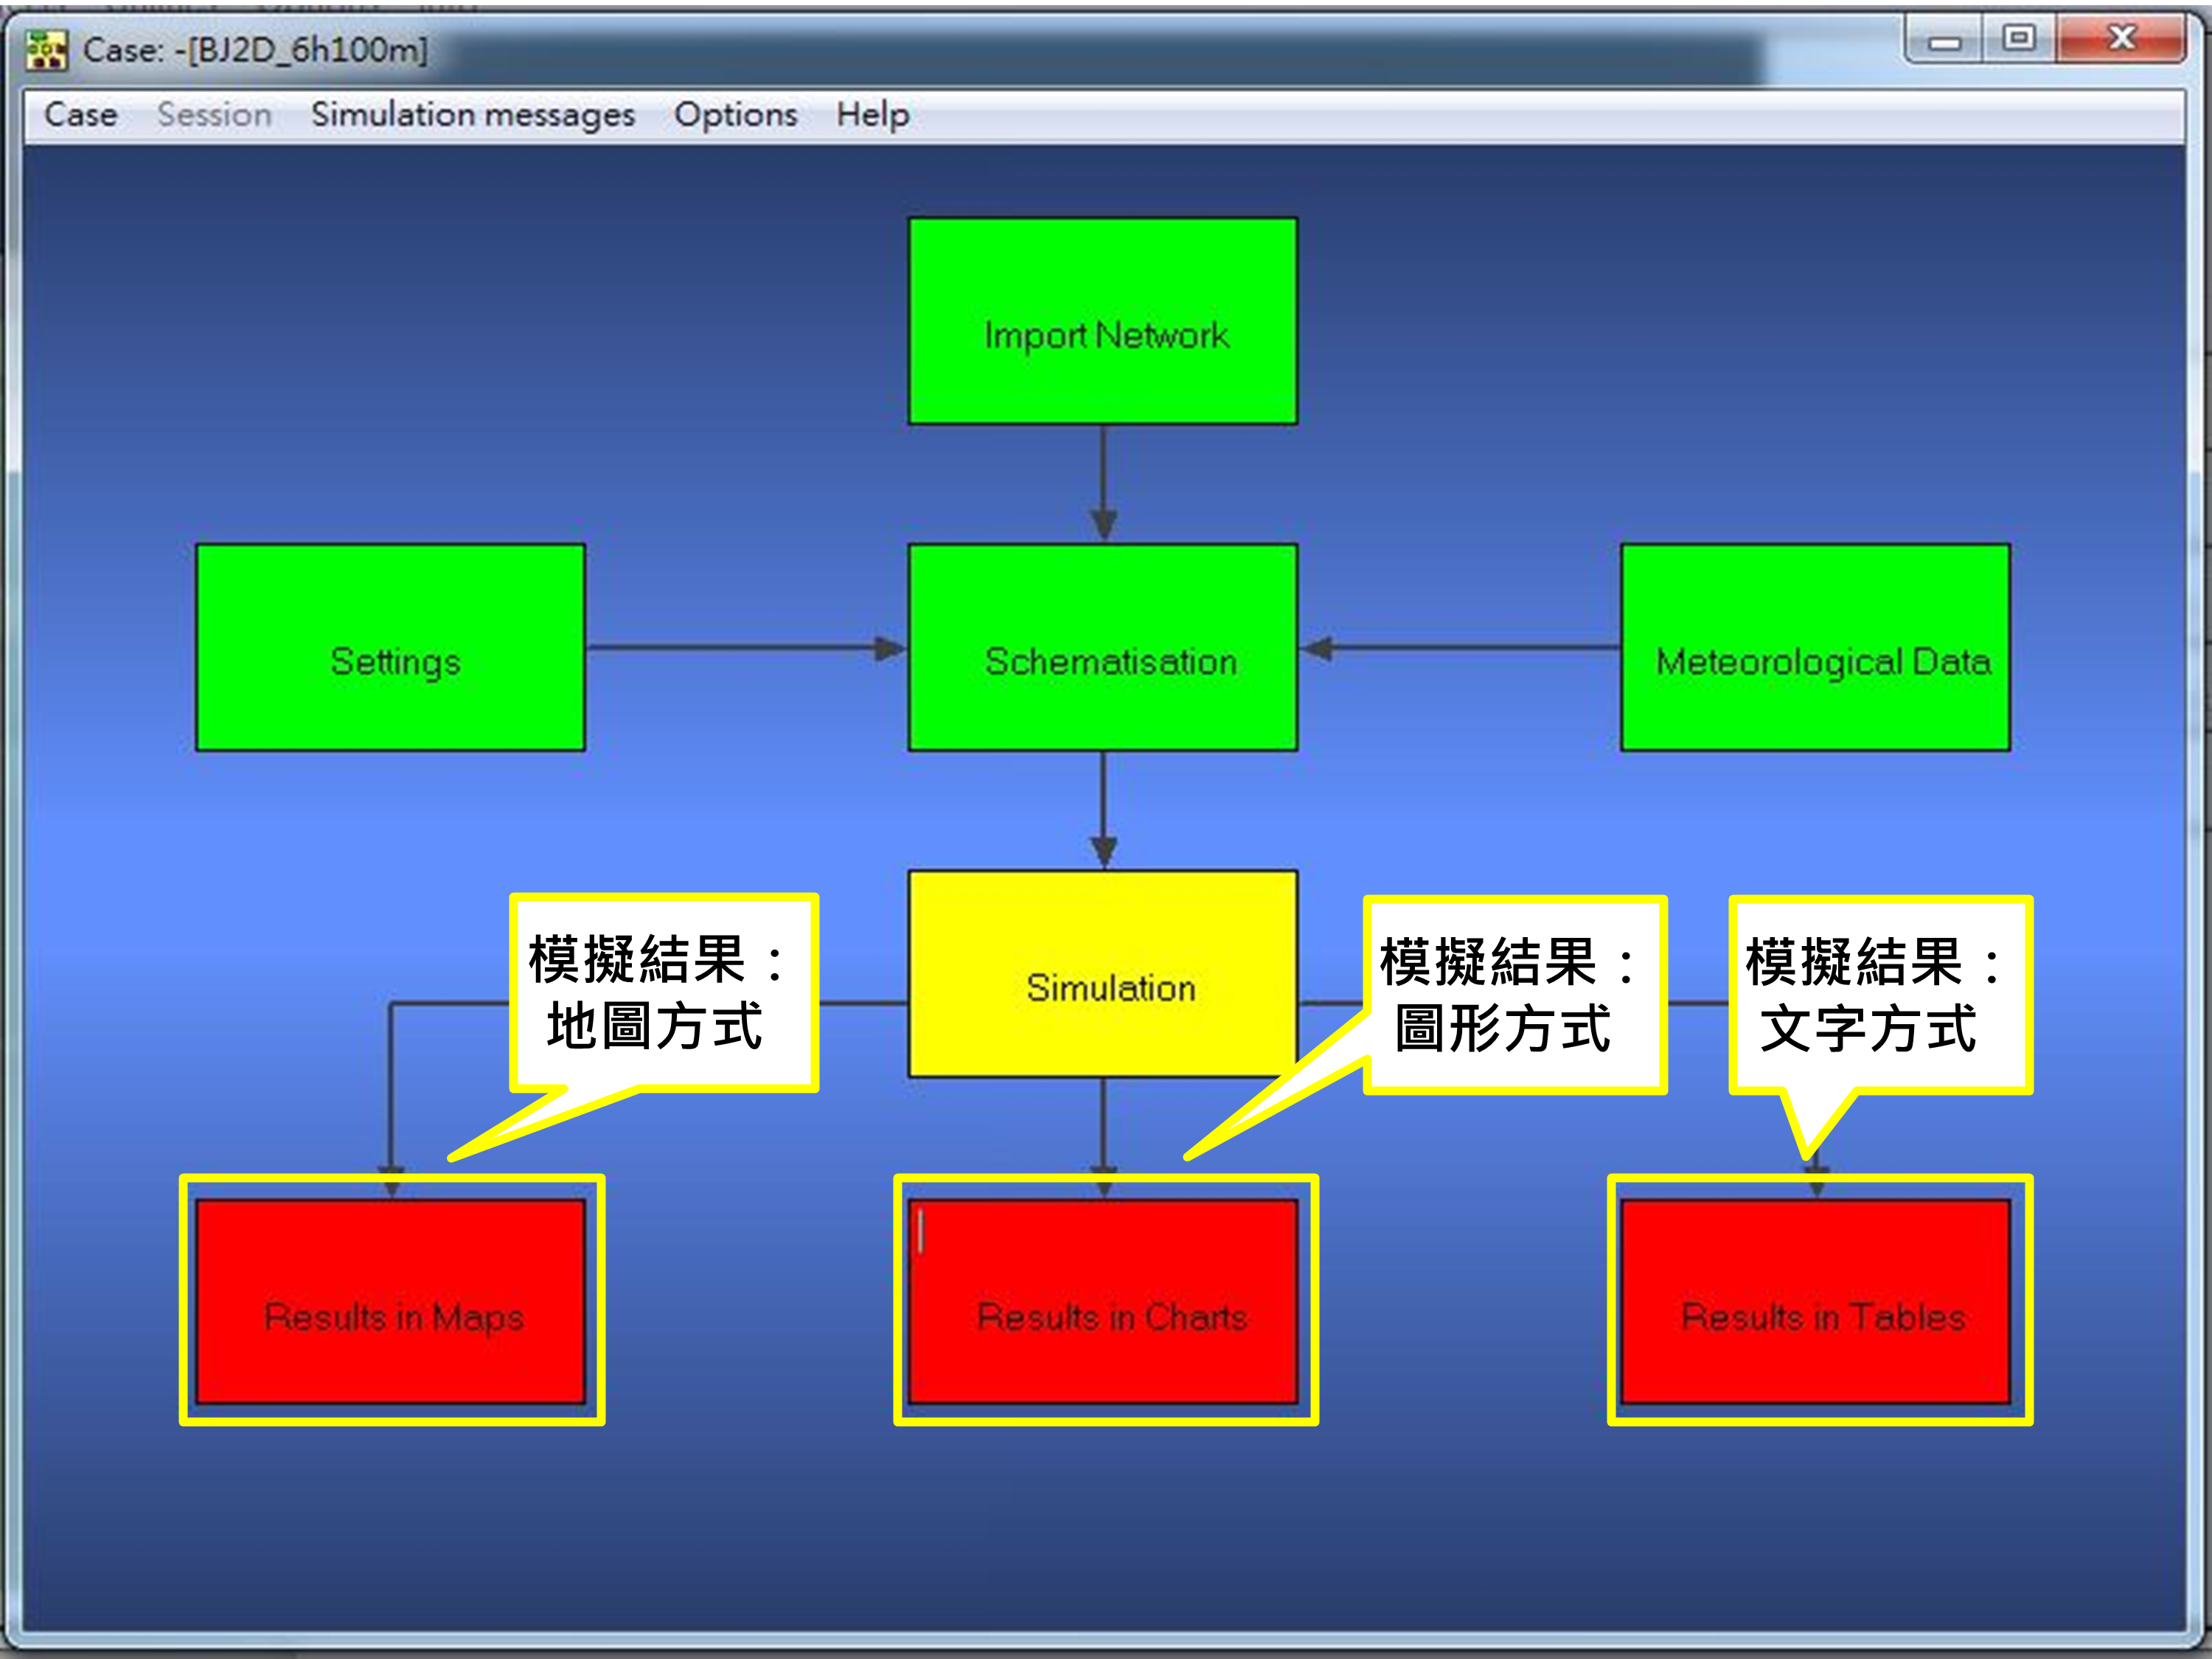 Case: -[BJ2D_6h100m]
Case Session Simulation messages Options Help
Import Network
Settings
Schematisation
Meteorological Data
Simulation
模擬結果：
地圖方式
模擬結果：
圖形方式
模擬結果：
文字方式
Results in Maps
Results in Charts
Results in Tables